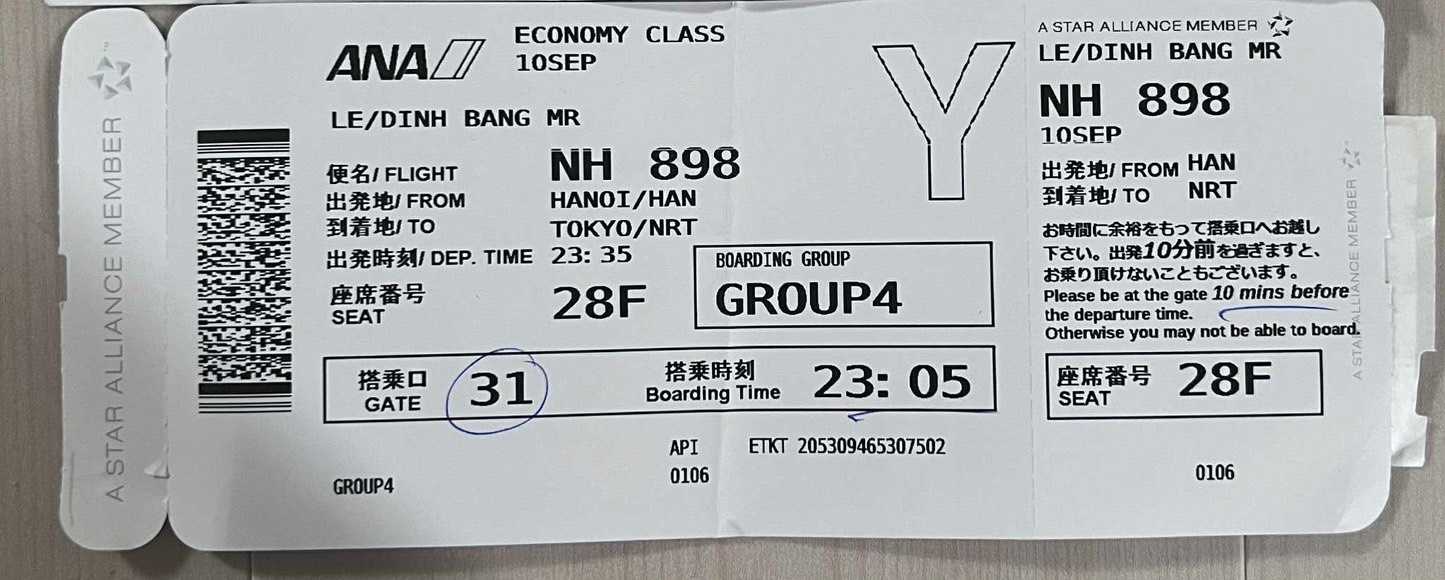 A STAR ALLIANCE MEMBER
ANA
ECONOMY CLASS
10SEP
Y
LE/DINH BANG MR
便名/ FLIGHT NH 898
出発地/ FROM HANOI/HAN
到着地/ TO TOKYO/NRT
出発時刻/ DEP. TIME 23: 35
座席番号
SEAT
28F
BOARDING GROUP
GROUP4
搭乗口
GATE
31
搭乗時刻
Boarding Time
23: 05
API
0106
ETKT 205309465307502
GROUP4
A STAR ALLIANCE MEMBER
LE/DINH BANG MR
NH 898
10SEP
出発地/ FROM HAN
到着地/ TO NRT
お時間に余裕をもって搭乗口へお越し
下さい。出発10分前を過ぎますと、
お乗り頂けないこともございます。
Please be at the gate 10 mins before
the departure time.
Otherwise you may not be able to board.
座席番号
SEAT
28F
0106
A STAR ALLIANCE MEMBER